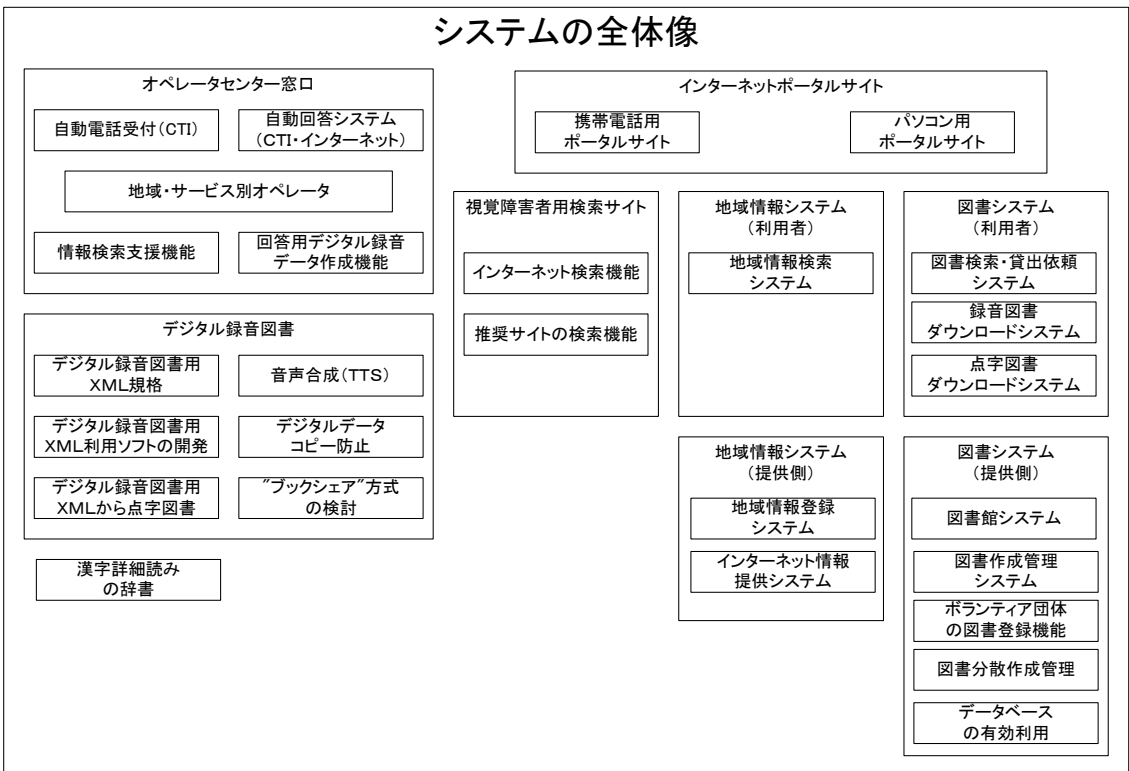 システムの全体像
オペレータセンター窓口
自動電話受付(CTI)
自動回答システム
(CTI・インターネット)
地域・サービス別オペレータ
情報検索支援機能
回答用デジタル録音
データ作成機能
デジタル録音図書
デジタル録音図書用
XML規格
音声合成(TTS)
デジタル録音図書用
XML利用ソフトの開発
デジタルデータ
コピー防止
デジタル録音図書用
XMLから点字図書
"ブックシェア"方式
の検討
漢字詳細読み
の辞書
インターネットポータルサイト
携帯電話用
ポータルサイト
パソコン用
ポータルサイト
視覚障害者用検索サイト
インターネット検索機能
推奨サイトの検索機能
地域情報システム
(利用者)
地域情報検索
システム
図書システム
(利用者)
図書検索・貸出依頼
システム
録音図書
ダウンロードシステム
点字図書
ダウンロードシステム
地域情報システム
(提供側)
地域情報登録
システム
インターネット情報
提供システム
図書システム
(提供側)
図書館システム
図書作成管理
システム
ボランティア団体
の図書登録機能
図書分散作成管理
データベース
の有効利用